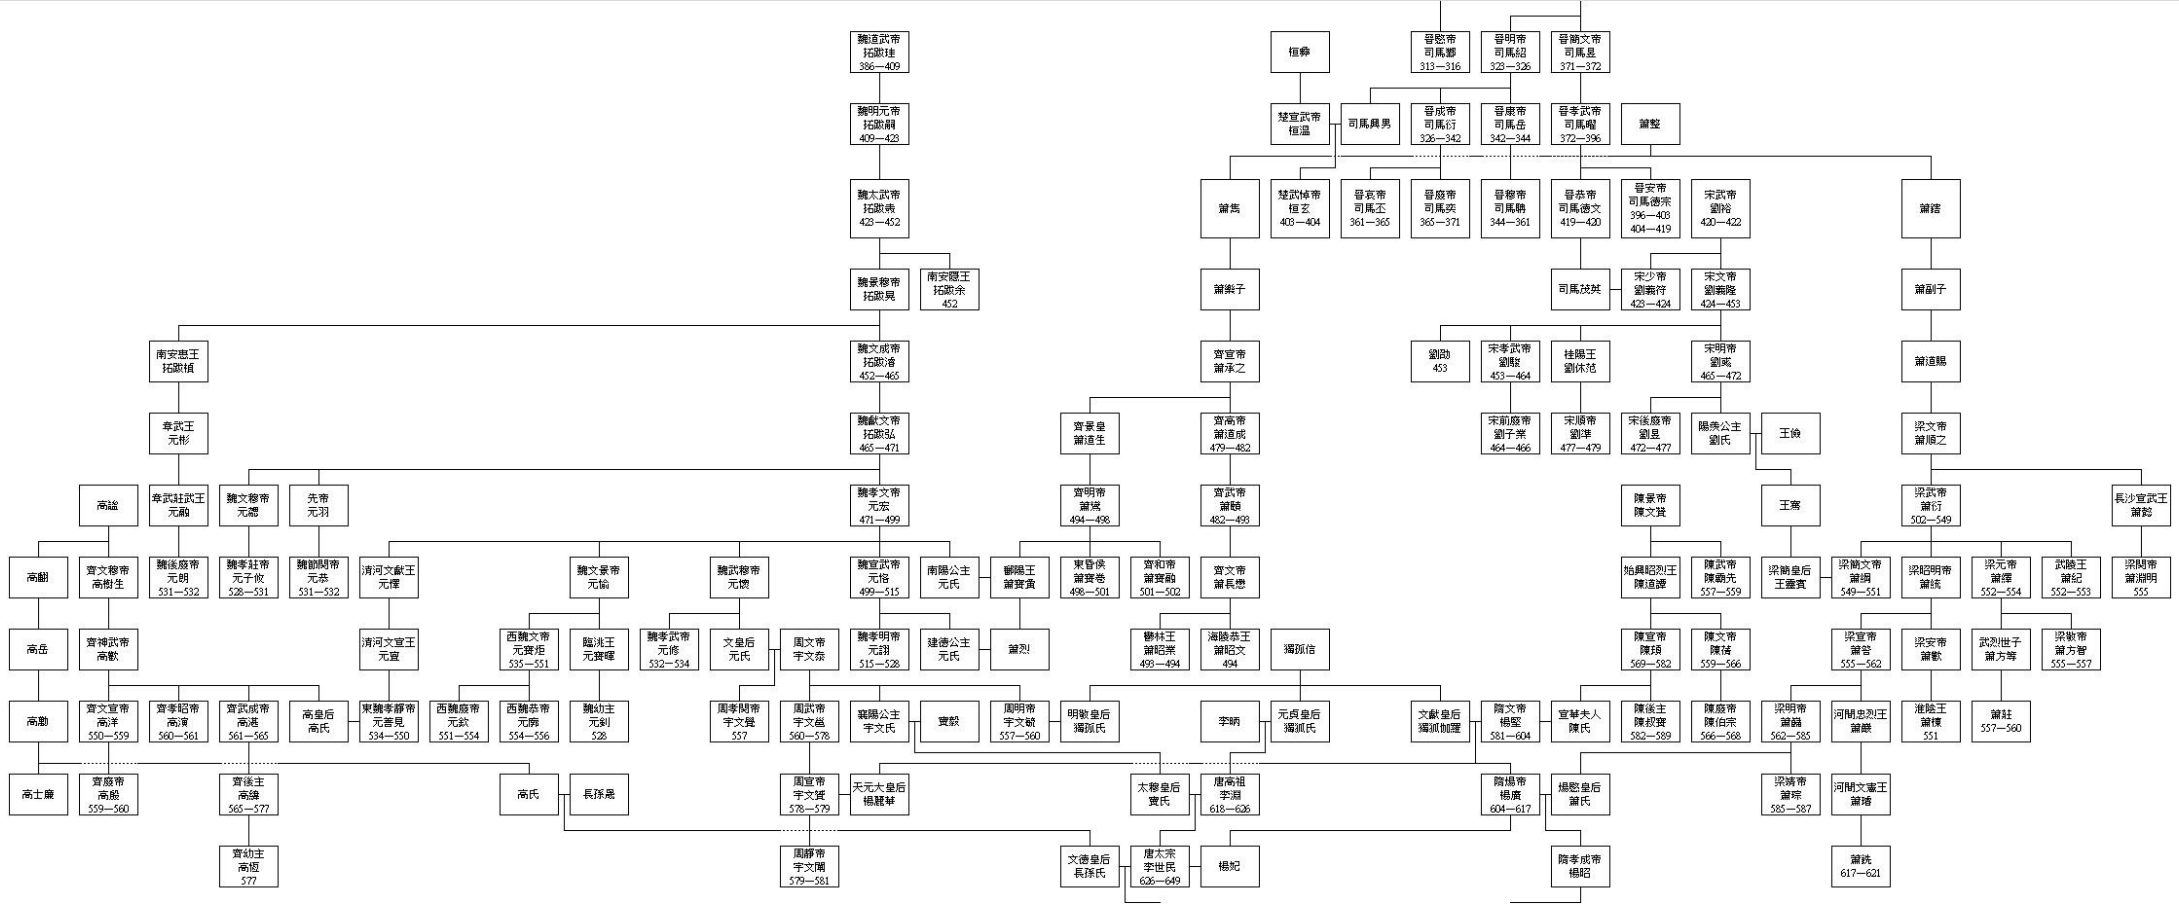 魏道武帝
拓跋珪
386—409
桓彝
晉愍帝
司馬鄴
313—316
晉明帝
司馬紹
323—326
晉簡文帝
司馬昱
371—372
魏明元帝
拓跋嗣
409—423
楚宣武帝
桓温
司馬興男
晉成帝
司馬衍
326—342
晉康帝
司馬岳
342—344
晉孝武帝
司馬曜
372—396
蕭整
魏太武帝
拓跋燾
423—452
蕭雋
楚武悼帝
桓玄
403—404
晉哀帝
司馬丕
361—365
晉廢帝
司馬奕
365—371
晉穆帝
司馬聃
344—361
晉恭帝
司馬德文
419—420
晉安帝
司馬德宗
396—403
404—419
宋武帝
劉裕
420—422
蕭鎋
魏景穆帝
拓跋晃
南安隱王
拓跋余
452
蕭樂子
司馬茂英
宋少帝
劉義符
423—424
宋文帝
劉義隆
424—453
蕭副子
南安惠王
拓跋楨
魏文成帝
拓跋濬
452—465
齊宣帝
蕭承之
劉劭
453
宋孝武帝
劉駿
453—464
桂陽王
劉休范
宋明帝
劉彧
465—472
蕭道賜
章武王
元彬
魏獻文帝
拓跋弘
465—471
齊景皇
蕭道生
齊高帝
蕭道成
479—482
宋前廢帝
劉子業
464—466
宋順帝
劉準
477—479
宋後廢帝
劉昱
472—477
陽羨公主
劉氏
王儉
梁文帝
蕭順之
高謐
章武莊武王
元融
魏文穆帝
元勰
先帝
元羽
魏孝文帝
元宏
471—499
齊明帝
蕭鸞
494—498
齊武帝
蕭賾
482—493
陳景帝
陳文贊
王騫
梁武帝
蕭衍
502—549
長沙宣武王
蕭懿
高翻
齊文穆帝
高樹生
魏後廢帝
元朗
531—532
魏孝莊帝
元子攸
528—531
魏節閔帝
元恭
531—532
清河文獻王
元懌
魏文景帝
元愉
魏武穆帝
元懷
魏宣武帝
元恪
499—515
南陽公主
元氏
鄱陽王
蕭寶寅
東昏侯
蕭寶卷
498—501
齊和帝
蕭寶融
501—502
齊文帝
蕭長懋
始興昭烈王
陳道譚
陳武帝
陳霸先
557—559
梁簡皇后
王靈賓
梁簡文帝
蕭綱
549—551
梁昭明帝
蕭統
梁元帝
蕭繹
552—554
武陵王
蕭紀
552—553
梁閔帝
蕭淵明
555
高岳
齊神武帝
高歡
清河文宣王
元亶
西魏文帝
元寶炬
535—551
臨洮王
元寶暉
魏孝武帝
元修
532—534
文皇后
元氏
周文帝
宇文泰
魏孝明帝
元詡
515—528
建德公主
元氏
蕭烈
鬱林王
蕭昭業
493—494
海陵恭王
蕭昭文
494
獨孤信
陳宣帝
陳頊
569—582
陳文帝
陳蒨
559—566
梁宣帝
蕭詧
555—562
梁安帝
蕭歡
武烈世子
蕭方等
梁敬帝
蕭方智
555—557
高勱
齊文宣帝
高洋
550—559
齊孝昭帝
高演
560—561
齊武成帝
高湛
561—565
高皇后
高氏
東魏孝靜帝
元善見
534—550
西魏廢帝
元欽
551—554
西魏恭帝
元廓
554—556
魏幼主
元釗
528
周孝閔帝
宇文覺
557
周武帝
宇文邕
560—578
襄陽公主
宇文氏
竇毅
周明帝
宇文毓
557—560
明敬皇后
獨孤氏
李昞
元貞皇后
獨孤氏
文獻皇后
獨孤伽羅
隋文帝
楊堅
581—604
宣華夫人
陳氏
陳後主
陳叔寶
582—589
陳廢帝
陳伯宗
566—568
梁明帝
蕭巋
562—585
河間忠烈王
蕭巖
淮陰王
蕭棟
551
蕭莊
557—560
高士廉
齊廢帝
高殷
559—560
齊後主
高緯
565—577
高氏
長孫晟
周宣帝
宇文贇
578—579
天元大皇后
楊麗華
太穆皇后
竇氏
唐高祖
李淵
618—626
隋煬帝
楊廣
604—617
煬愍皇后
蕭氏
梁靖帝
蕭琮
585—587
河間文憲王
蕭璿
齊幼主
高恆
577
周靜帝
宇文闡
579—581
文德皇后
長孫氏
唐太宗
李世民
626—649
楊妃
隋孝成帝
楊昭
蕭銑
617—621